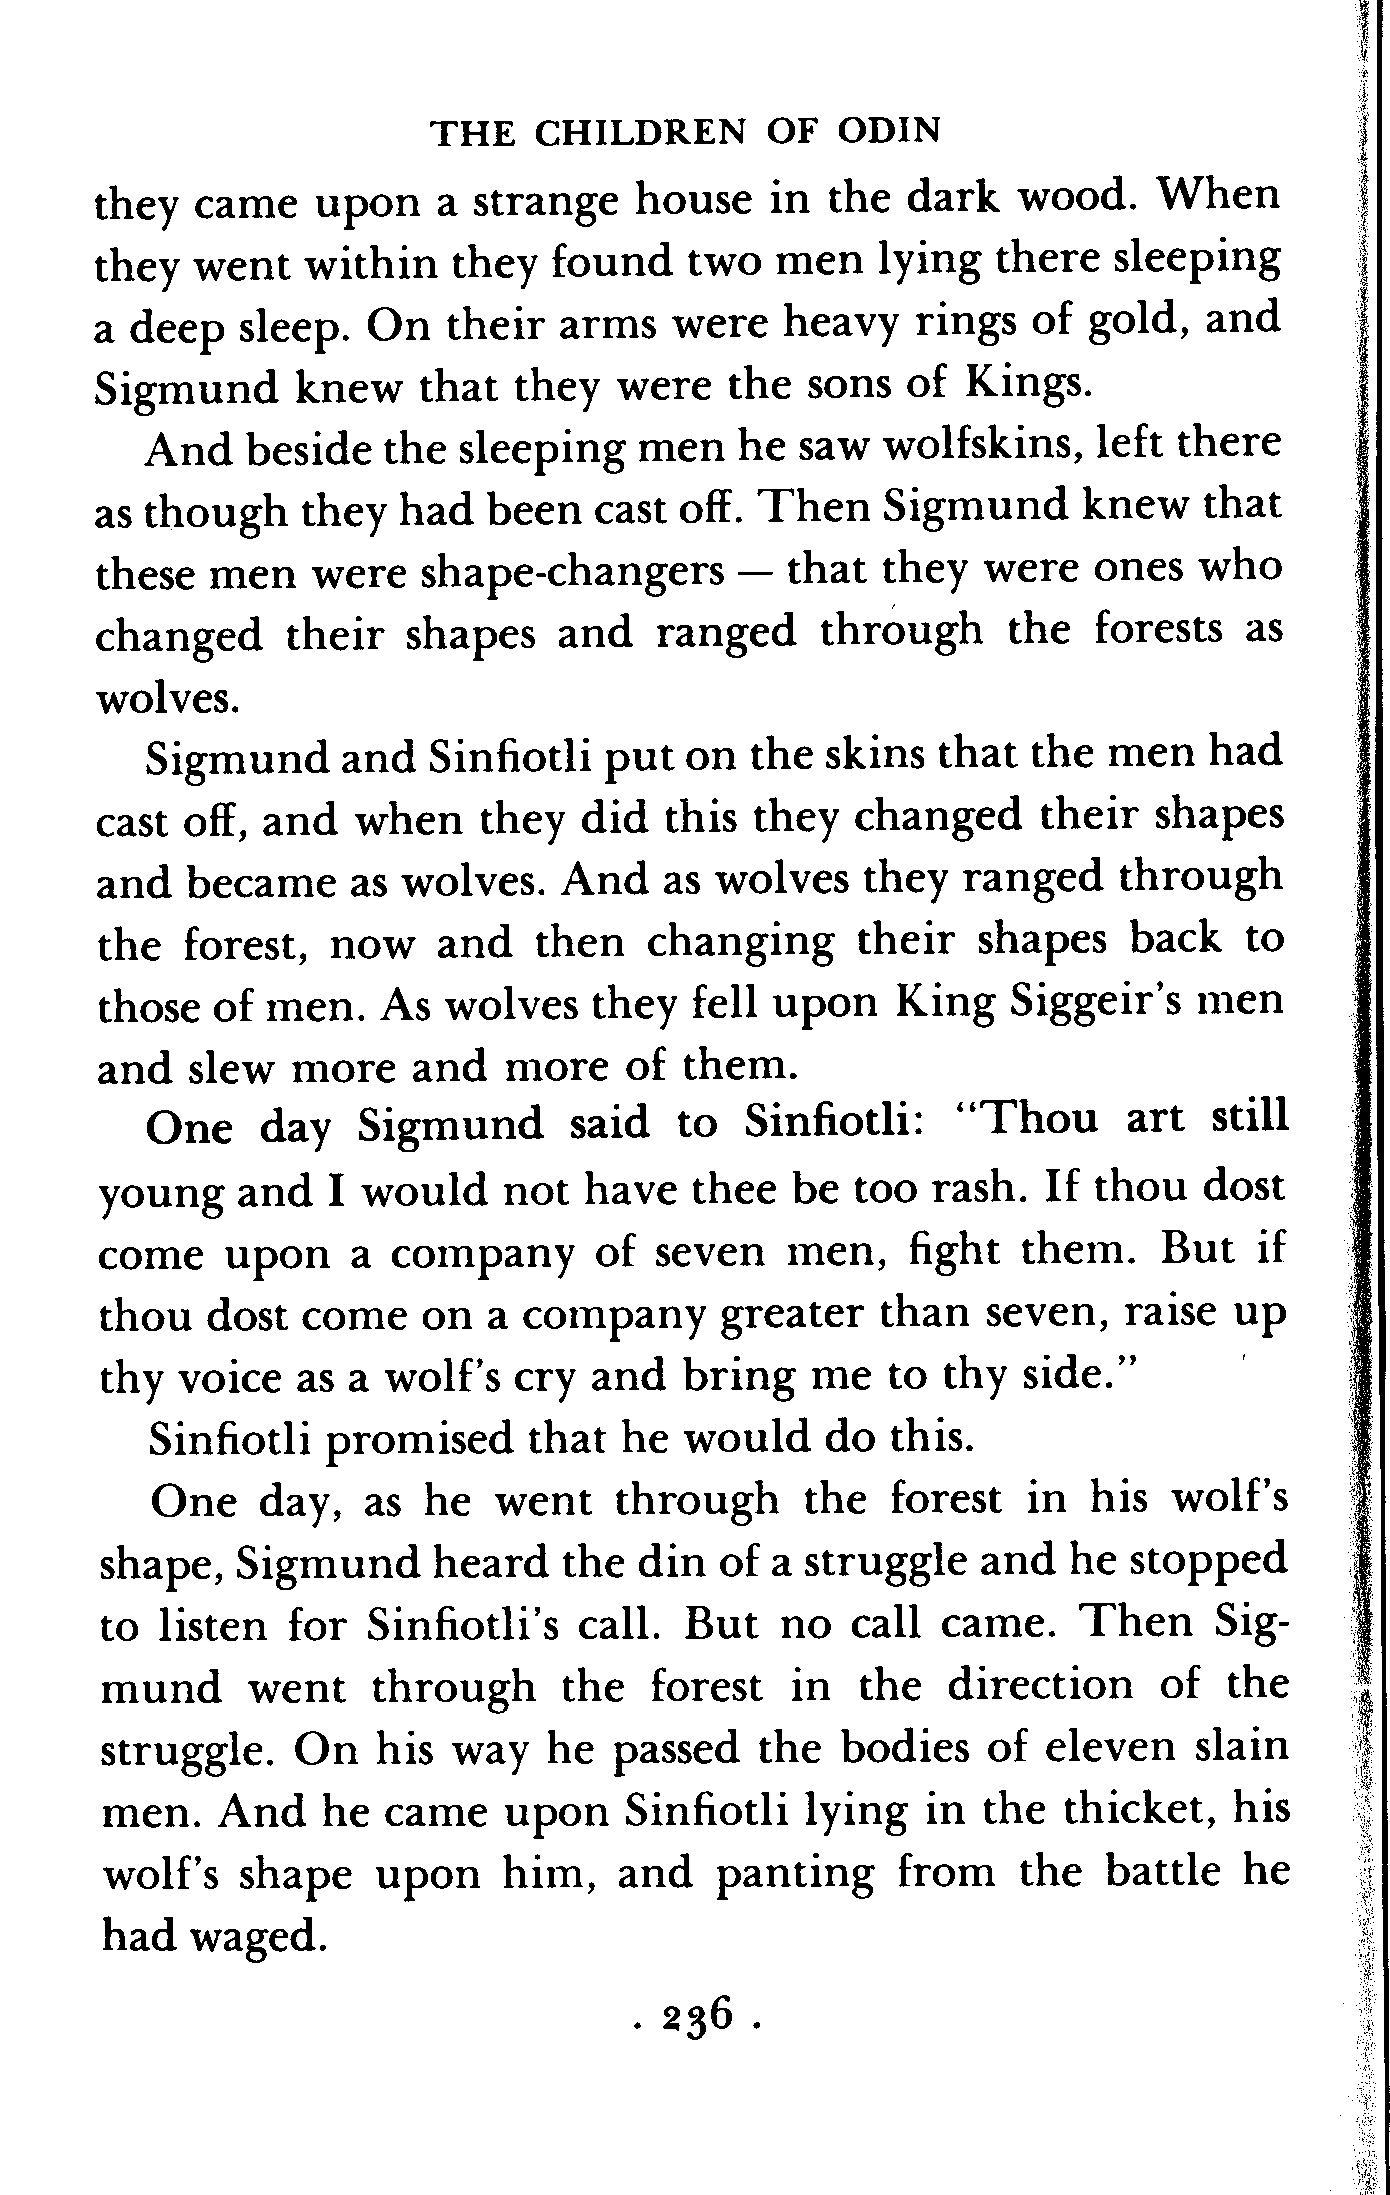 THE CHILDREN OF ODIN
they came upon a strange house in the dark wood. When
they went within they found two men lying there sleeping
a deep sleep. On their arms were heavy rings of gold, and
Sigmund knew that they were the sons of Kings.
And beside the sleeping men he saw wolfskins, left there
as though they had been cast off. Then Sigmund knew that
these men were shape-changers — that they were ones who
changed their shapes and ranged through the forests as
wolves.
Sigmund and Sinfiotli put on the skins that the men had
cast off, and when they did this they changed their shapes
and became as wolves. And as wolves they ranged through
the forest, now and then changing their shapes back to
those of men. As wolves they fell upon King Siggeir's men
and slew more and more of them.
One day Sigmund said to Sinfiotli: “Thou art still
young and I would not have thee be too rash. If thou dost
come upon a company of seven men, fight them. But if
thou dost come on a company greater than seven, raise up
thy voice as a wolf's cry and bring me to thy side.”
Sinfiotli promised that he would do this.
One day, as he went through the forest in his wolf's
shape, Sigmund heard the din of a struggle and he stopped
to listen for Sinfiotli's call. But no call came. Then Sig-
mund went through the forest in the direction of the
struggle. On his way he passed the bodies of eleven slain
men. And he came upon Sinfiotli lying in the thicket, his
wolf's shape upon him, and panting from the battle he
had waged.
. 236 .